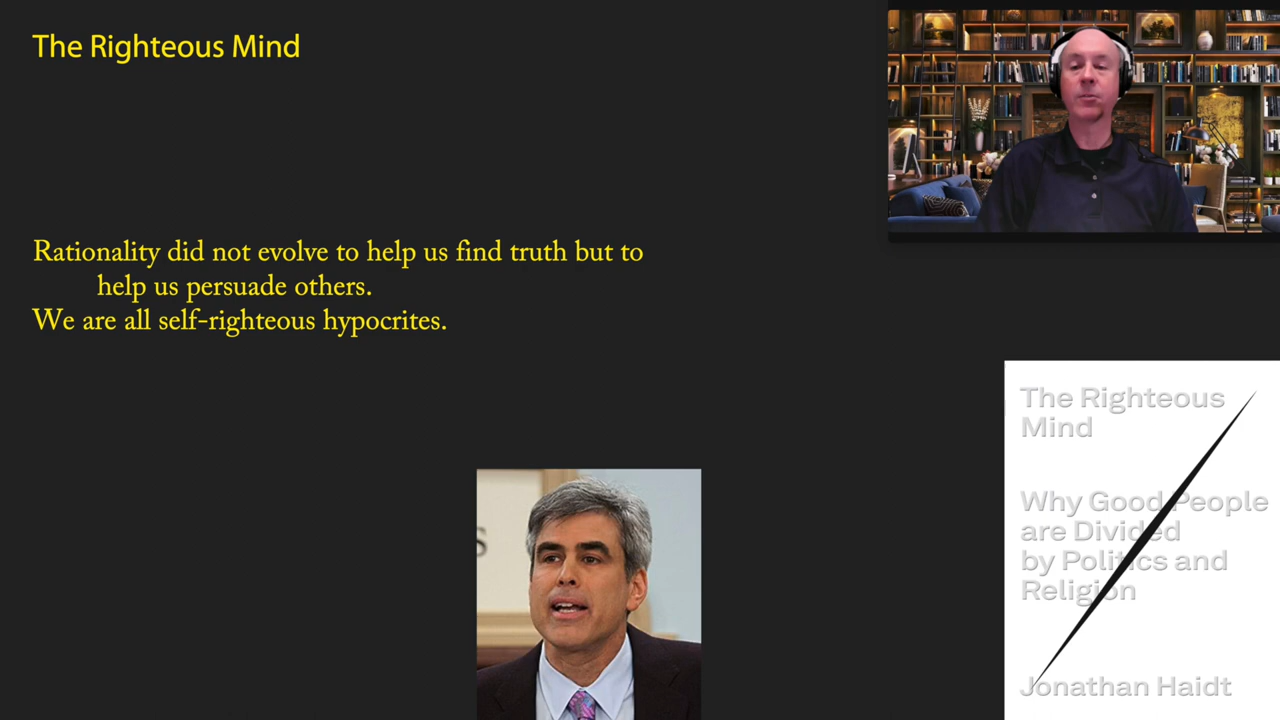 The Righteous Mind
Rationality did not evolve to help us find truth but to
help us persuade others.
We are all self-righteous hypocrites.
S
The Righteous
Mind
Why Good People
are Divided
by Politics and
Religion
Jonathan Haidt